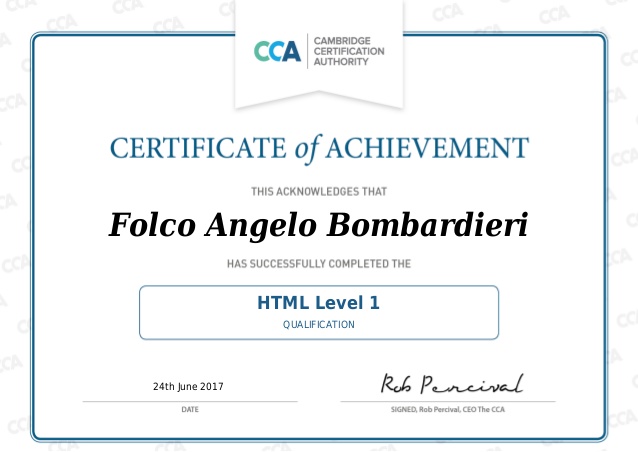 CCA CAMBRIDGE
CERTIFICATION
AUTHORITY
CERTIFICATE of ACHIEVEMENT
THIS ACKNOWLEDGES THAT
Folco Angelo Bombardieri
HAS SUCCESSFULLY COMPLETED THE
HTML Level 1
QUALIFICATION
24th June 2017
Rob Percival
DATE
SIGNED, Rob Percival, CEO The CCA